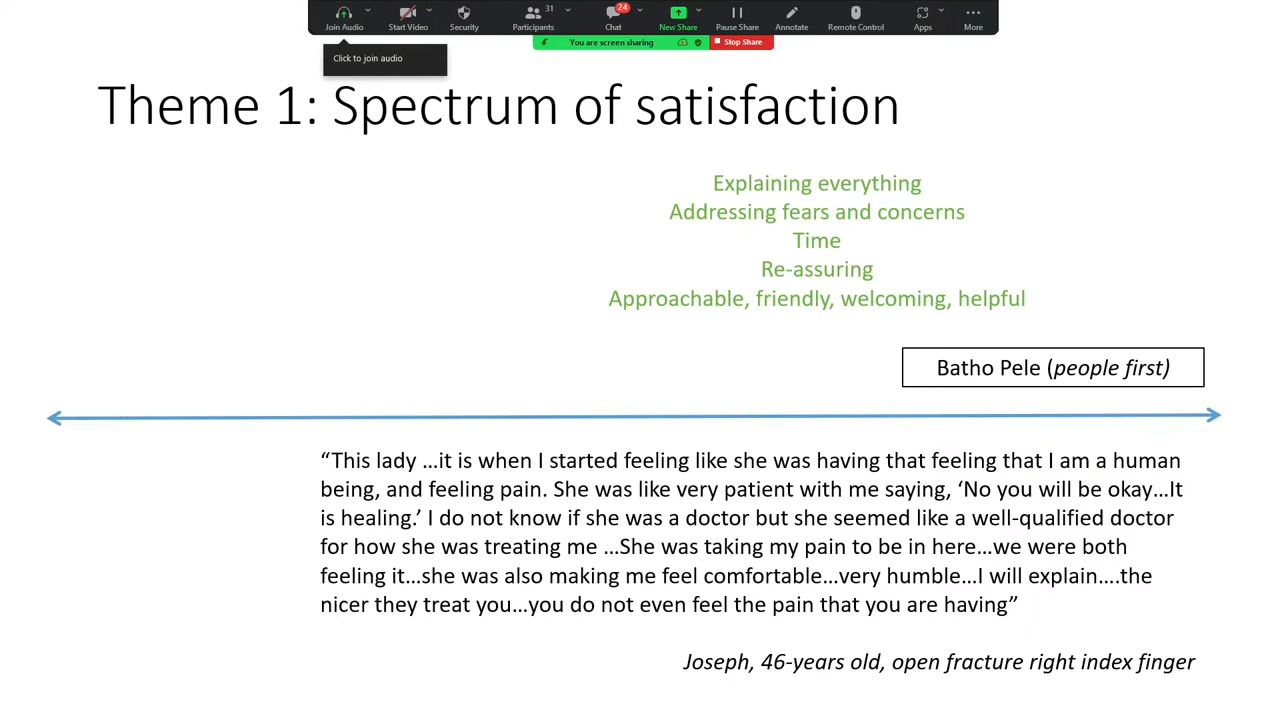 31
24
Join Audio
Start Video
Security
Participants
Chat
New Share
Pause Share
Annotate
Remote Control
Apps
More
You are screen sharing
Stop Share
Click to join audio
Theme 1: Spectrum of satisfaction
Explaining everything
Addressing fears and concerns
Time
Re-assuring
Approachable, friendly, welcoming, helpful
Batho Pele (people first)
“This lady …it is when I started feeling like she was having that feeling that I am a human
being, and feeling pain. She was like very patient with me saying, ‘No you will be okay…It
is healing.’ I do not know if she was a doctor but she seemed like a well-qualified doctor
for how she was treating me …She was taking my pain to be in here…we were both
feeling it…she was also making me feel comfortable…very humble…I will explain….the
nicer they treat you…you do not even feel the pain that you are having”
Joseph, 46-years old, open fracture right index finger